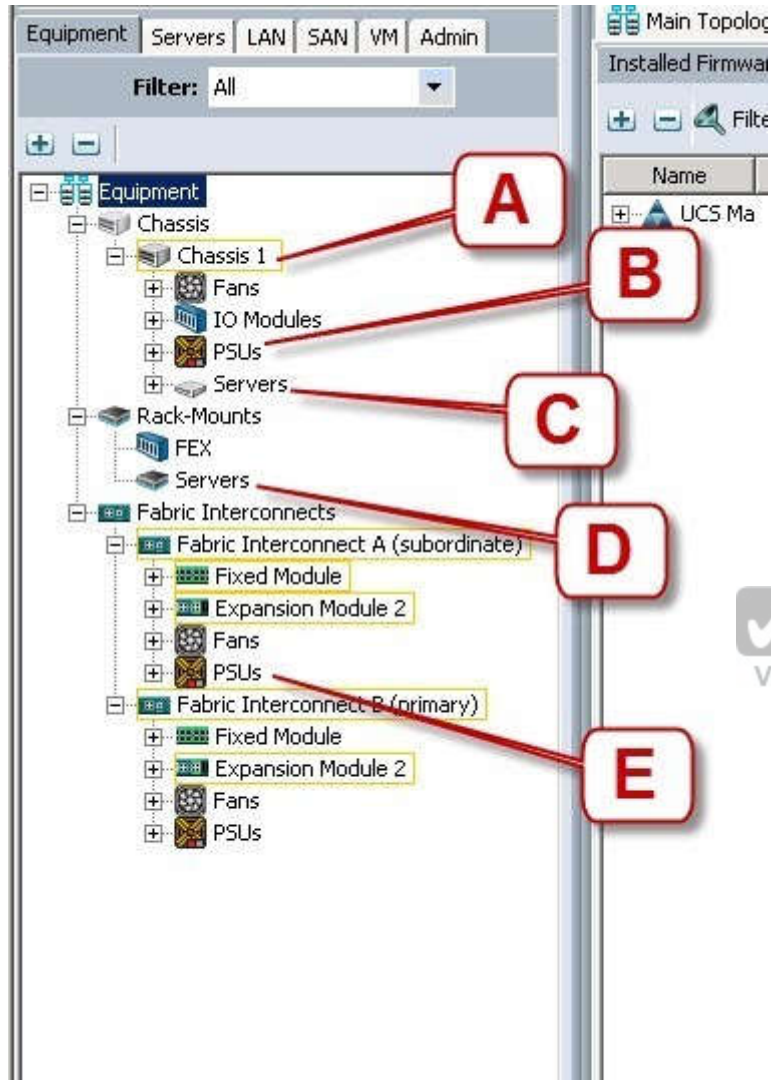 Equipment Servers LAN SAN VM Admin
Filter: All
Equipment
Chassis
Chassis 1
Fans
IO Modules
PSUs
Servers
Rack-Mounts
FEX
Servers
Fabric Interconnects
Fabric Interconnect A (subordinate)
Fixed Module
Expansion Module 2
Fans
PSUs
Fabric Interconnect B (primary)
Fixed Module
Expansion Module 2
Fans
PSUs
A
B
C
D
E
Main Topolog
Installed Firmwar
Filte
Name
UCS Ma
V